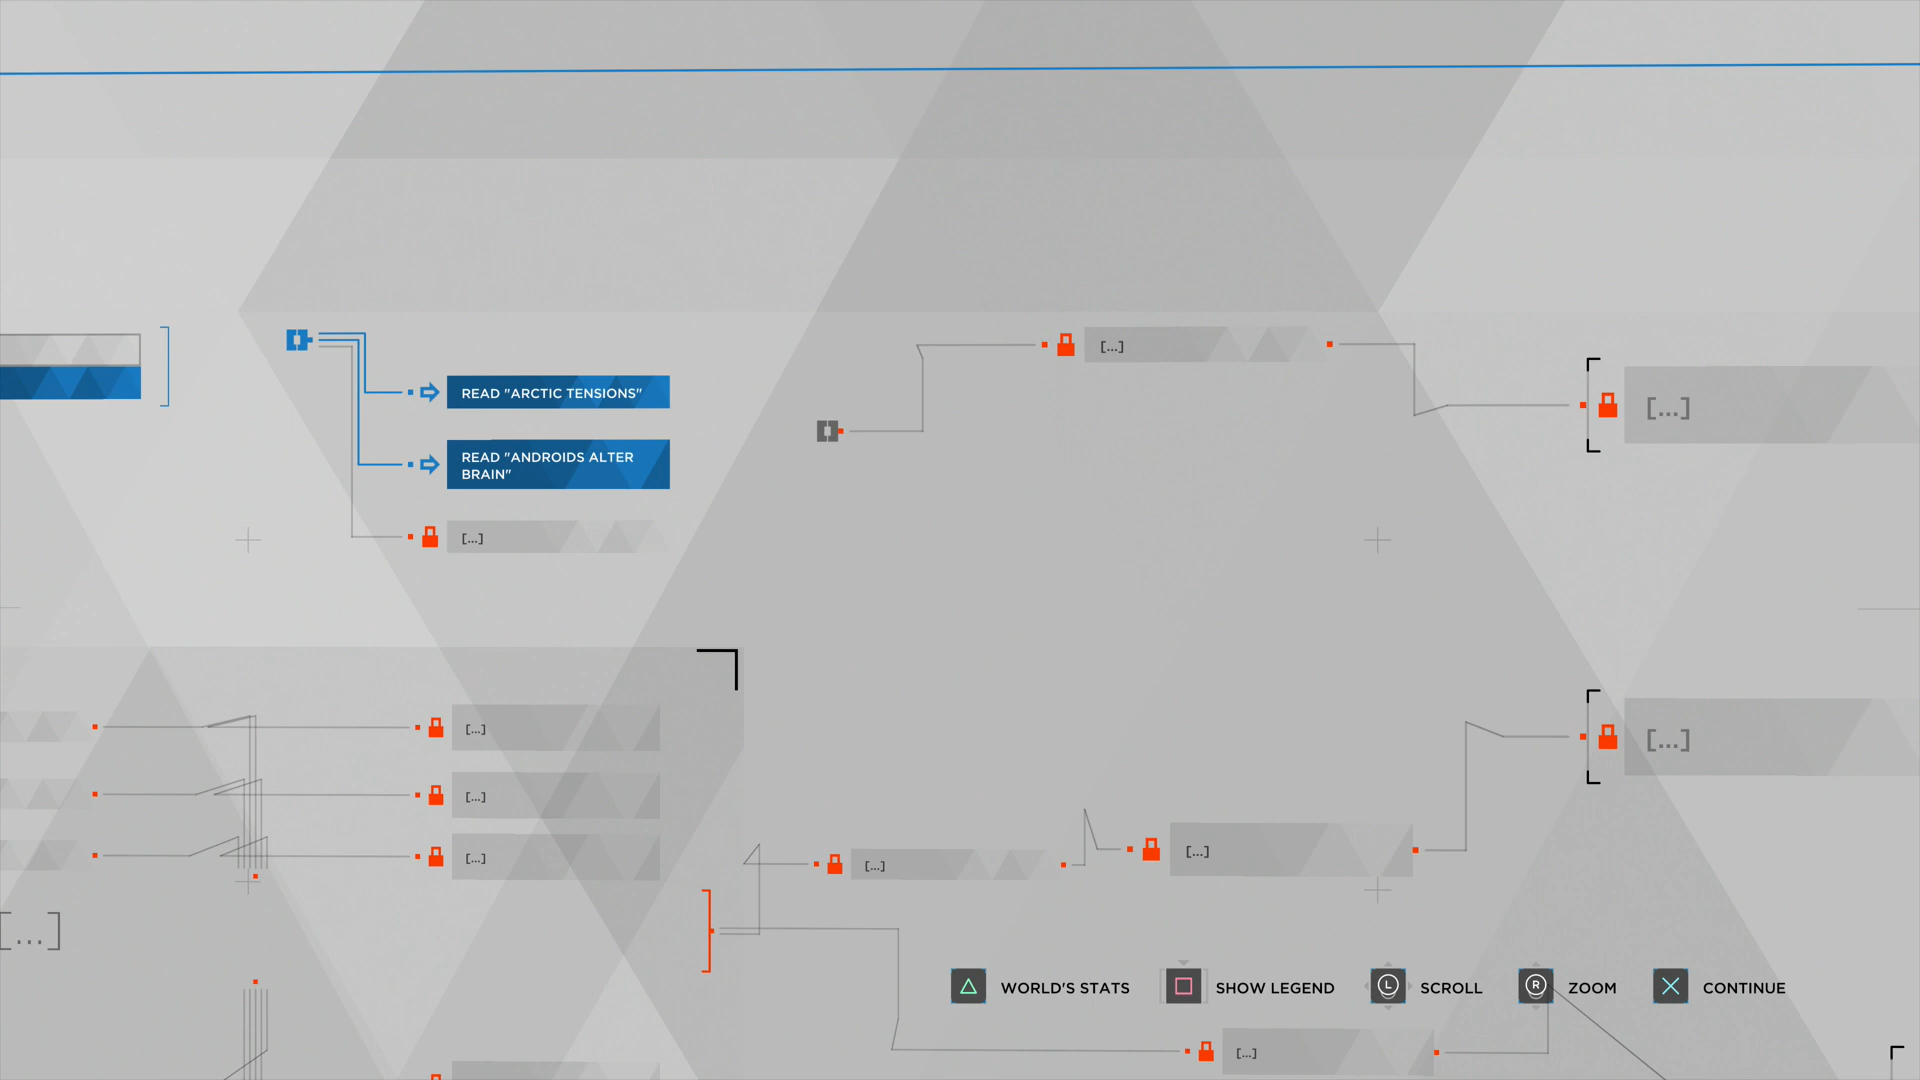 READ "ARCTIC TENSIONS"
READ "ANDROIDS ALTER
BRAIN"
[...]
[...]
[...]
[...]
[...]
[...]
[...]
[...]
[...]
[...]
L
R
WORLD'S STATS
SHOW LEGEND
SCROLL
ZOOM
CONTINUE
[...]